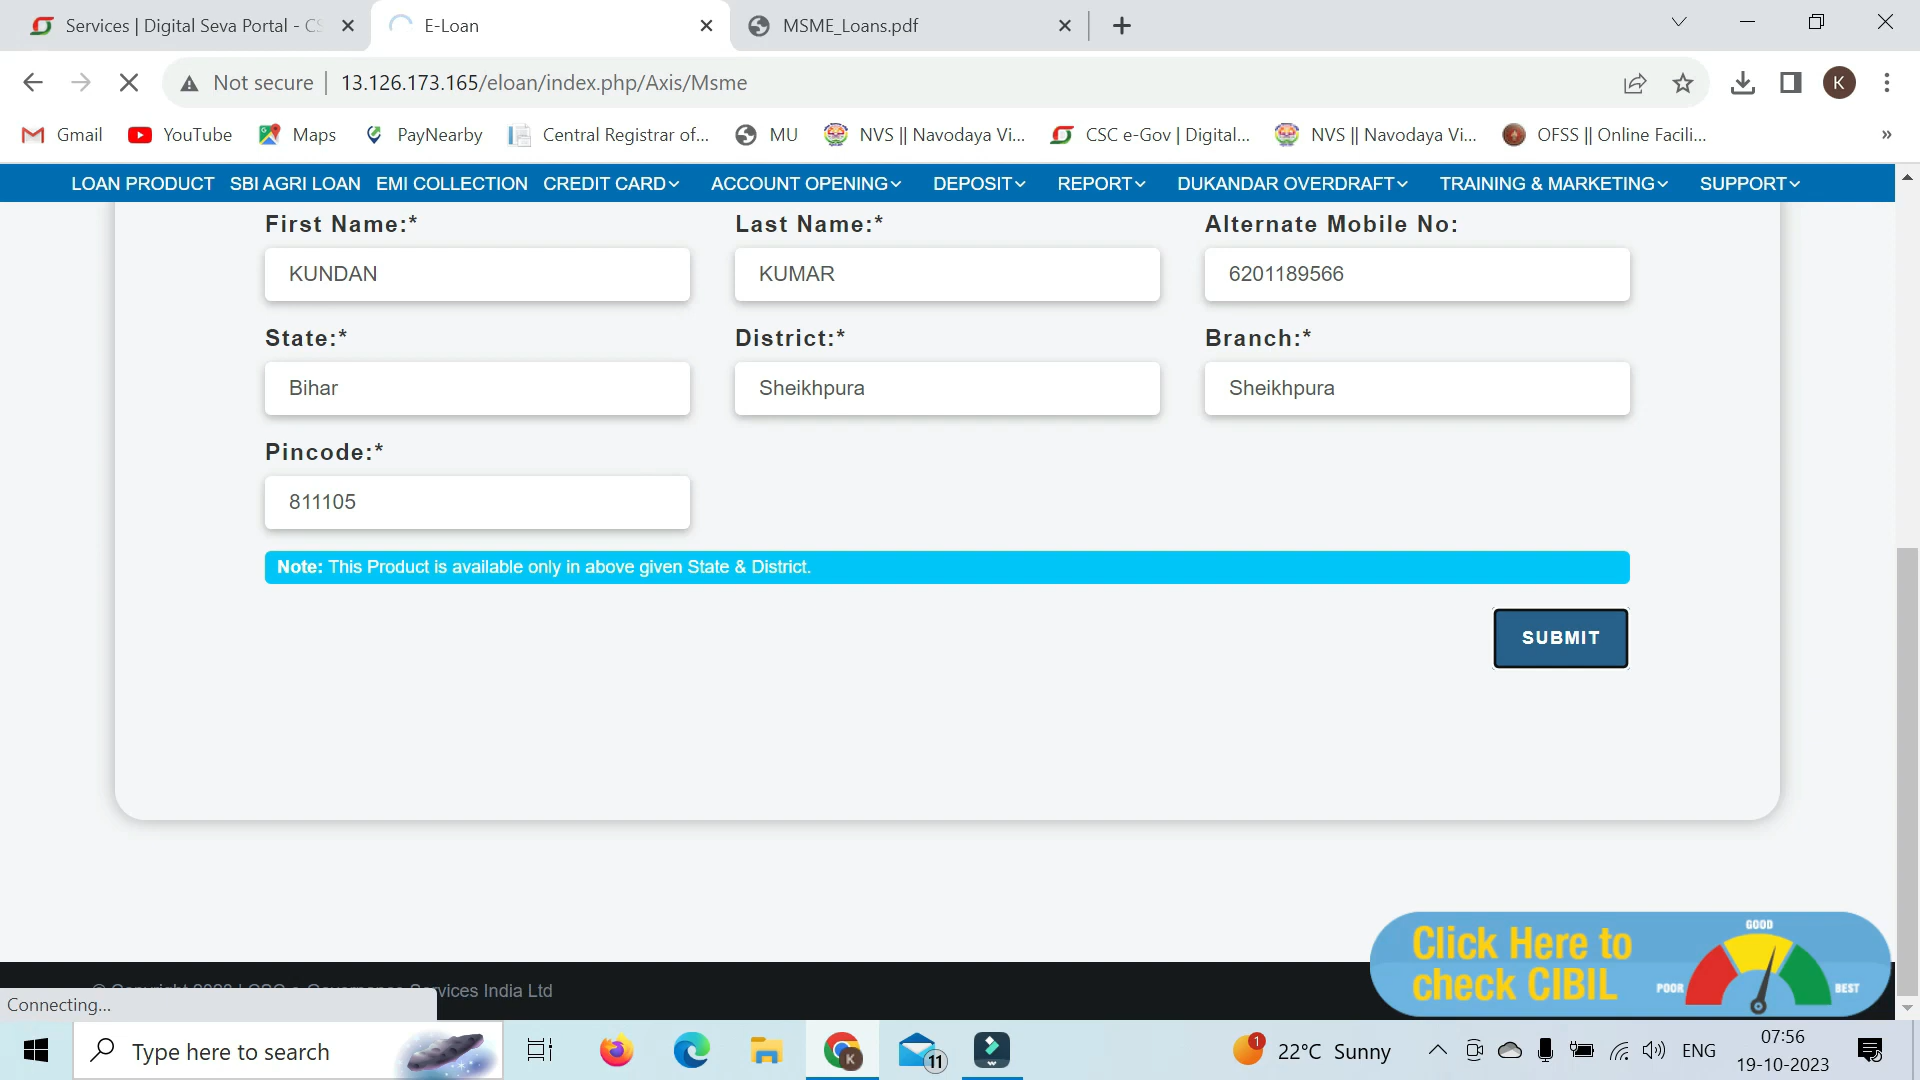 Services | Digital Seva Portal - CS
E-Loan
MSME_Loans.pdf
Not secure
13.126.173.165/eloan/index.php/Axis/Msme
K
Gmail
YouTube
Maps
PayNearby
Central Registrar of...
MU
NVS || Navodaya Vi...
CSC e-Gov | Digital...
NVS || Navodaya Vi...
OFSS || Online Facili...
»
LOAN PRODUCT
SBI AGRI LOAN
EMI COLLECTION
CREDIT CARD
ACCOUNT OPENING
DEPOSIT
REPORT
DUKANDAR OVERDRAFT
TRAINING & MARKETING
SUPPORT
First Name:*
Last Name:*
Alternate Mobile No:
KUNDAN
KUMAR
6201189566
State:*
District:*
Branch:*
Bihar
Sheikhpura
Sheikhpura
Pincode:*
811105
Note: This Product is available only in above given State & District.
SUBMIT
Click Here to
check CIBIL
GOOD
POOR
BEST
vices India Ltd
Connecting...
Type here to search
K
11
1
22°C Sunny
ENG
07:56
19-10-2023